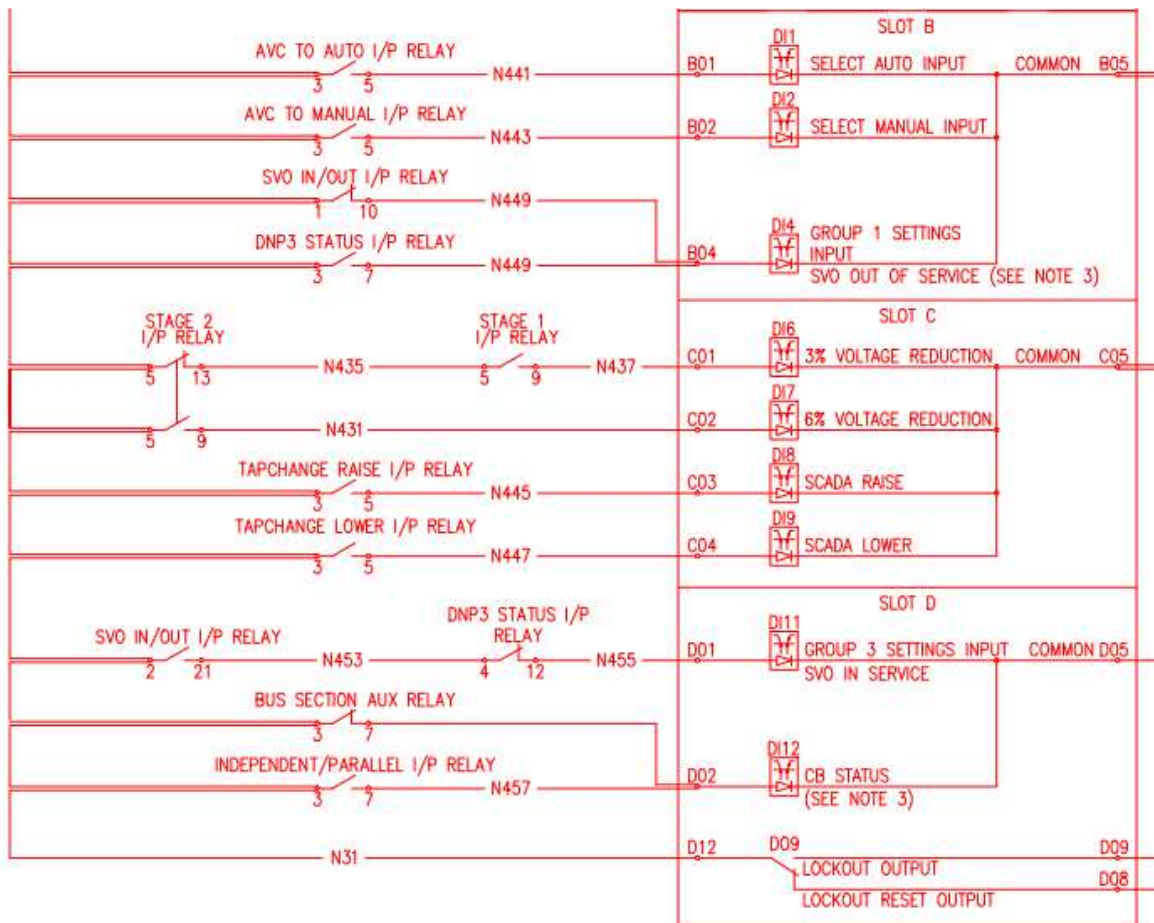 SLOT B
AVC TO AUTO I/P RELAY
3 5 N441 B01 DI1 SELECT AUTO INPUT COMMON B05
AVC TO MANUAL I/P RELAY
3 5 N443 B02 DI2 SELECT MANUAL INPUT
SVO IN/OUT I/P RELAY
1 10 N449
DNP3 STATUS I/P RELAY
3 7 N449 B04 DI4 GROUP 1 SETTINGS
INPUT
SVO OUT OF SERVICE (SEE NOTE 3)
SLOT C
STAGE 2
I/P RELAY
STAGE 1
I/P RELAY
5 13 N435 5 9 N437 C01 DI6 3% VOLTAGE REDUCTION COMMON C05
5 9 N431 C02 DI7 6% VOLTAGE REDUCTION
TAPCHANGE RAISE I/P RELAY
3 5 N445 C03 DI8 SCADA RAISE
TAPCHANGE LOWER I/P RELAY
3 5 N447 C04 DI9 SCADA LOWER
SLOT D
SVO IN/OUT I/P RELAY
DNP3 STATUS I/P
RELAY
2 21 N453 4 12 N455 D01 DI11 GROUP 3 SETTINGS INPUT COMMON D05
SVO IN SERVICE
BUS SECTION AUX RELAY
3 7
INDEPENDENT/PARALLEL I/P RELAY
3 7 N457 D02 DI12 CB STATUS
(SEE NOTE 3)
N31 D12 D09 D09
LOCKOUT OUTPUT
D08
LOCKOUT RESET OUTPUT